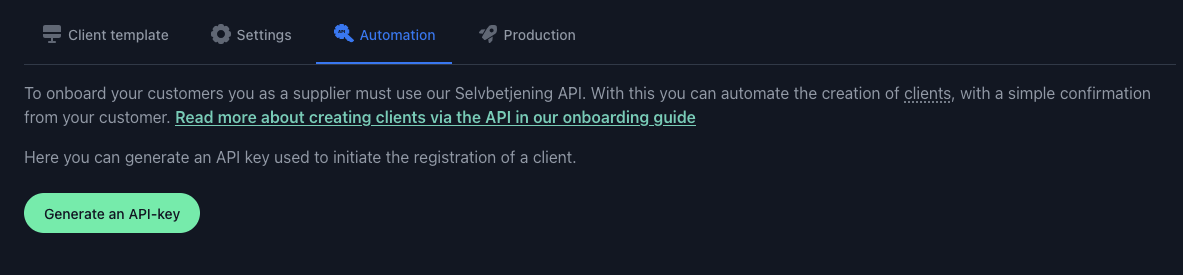 Client template Settings Automation Production
To onboard your customers you as a supplier must use our Selvbetjening API. With this you can automate the creation of clients, with a simple confirmation
from your customer. Read more about creating clients via the API in our onboarding guide
Here you can generate an API key used to initiate the registration of a client.
Generate an API-key